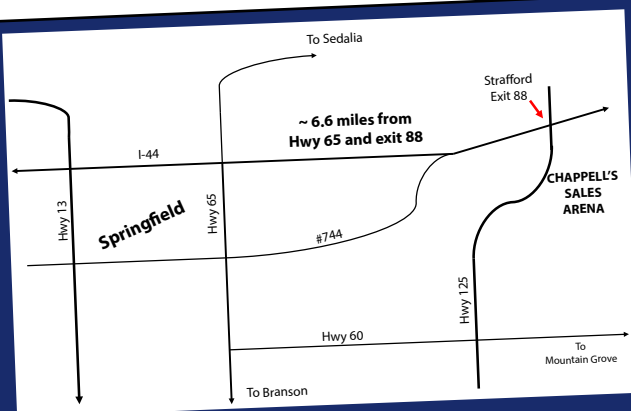 To Sedalia
Strafford
Exit 88
~ 6.6 miles from
Hwy 65 and exit 88
I-44
CHAPPELL'S
SALES
ARENA
Hwy 13
Springfield
Hwy 65
#744
Hwy 125
Hwy 60
To
Mountain Grove
To Branson